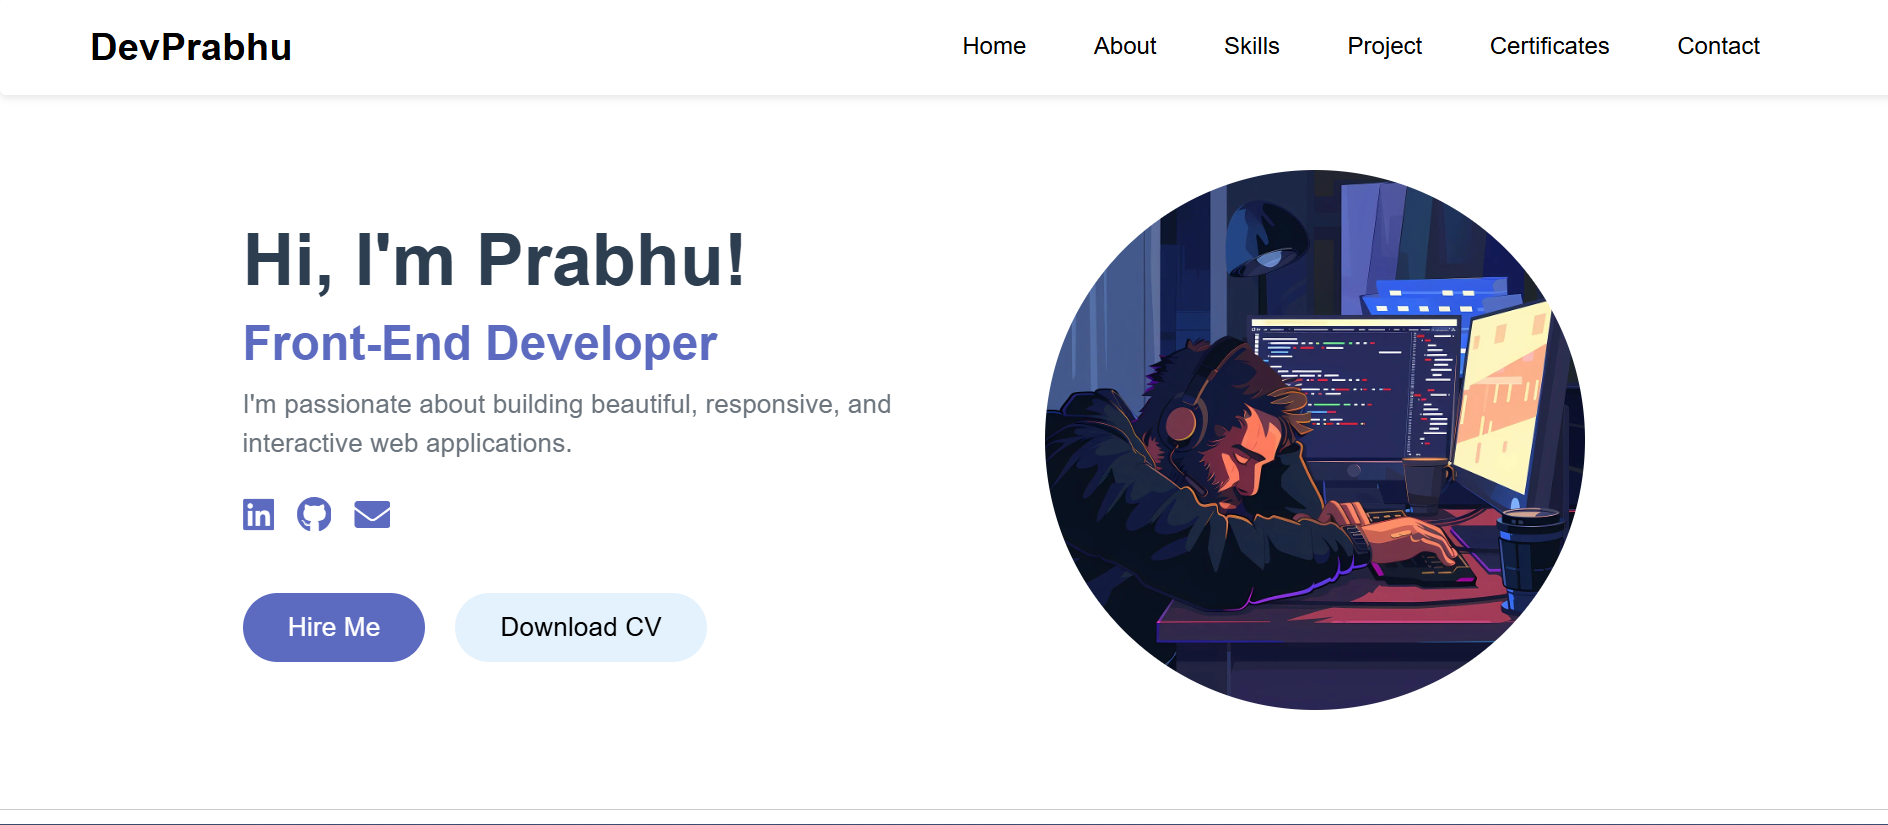 DevPrabhu
Home
About
Skills
Project
Certificates
Contact
Hi, I'm Prabhu!
Front-End Developer
I'm passionate about building beautiful, responsive, and
interactive web applications.
in
Hire Me
Download CV